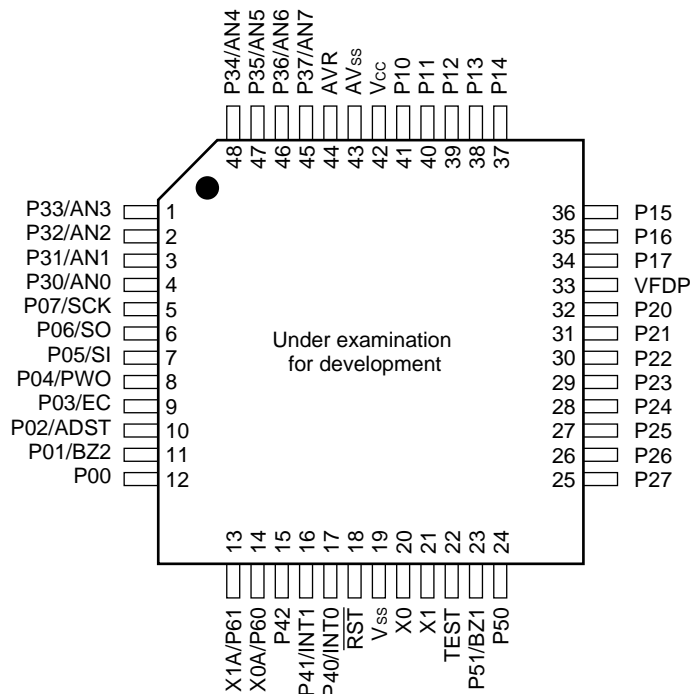 P34/AN4
P35/AN5
P36/AN6
P37/AN7
AVR
AVss
Vcc
P10
P11
P12
P13
P14
48
47
46
45
44
43
42
41
40
39
38
37
P33/AN3 1
P32/AN2 2
P31/AN1 3
P30/AN0 4
P07/SCK 5
P06/SO 6
P05/SI 7
P04/PWO 8
P03/EC 9
P02/ADST 10
P01/BZ2 11
P00 12
Under examination
for development
36 P15
35 P16
34 P17
33 VFDP
32 P20
31 P21
30 P22
29 P23
28 P24
27 P25
26 P26
25 P27
13
14
15
16
17
18
19
20
21
22
23
24
X1A/P61
X0A/P60
P42
P41/INT1
P40/INT0
RST
Vss
X0
X1
TEST
P51/BZ1
P50